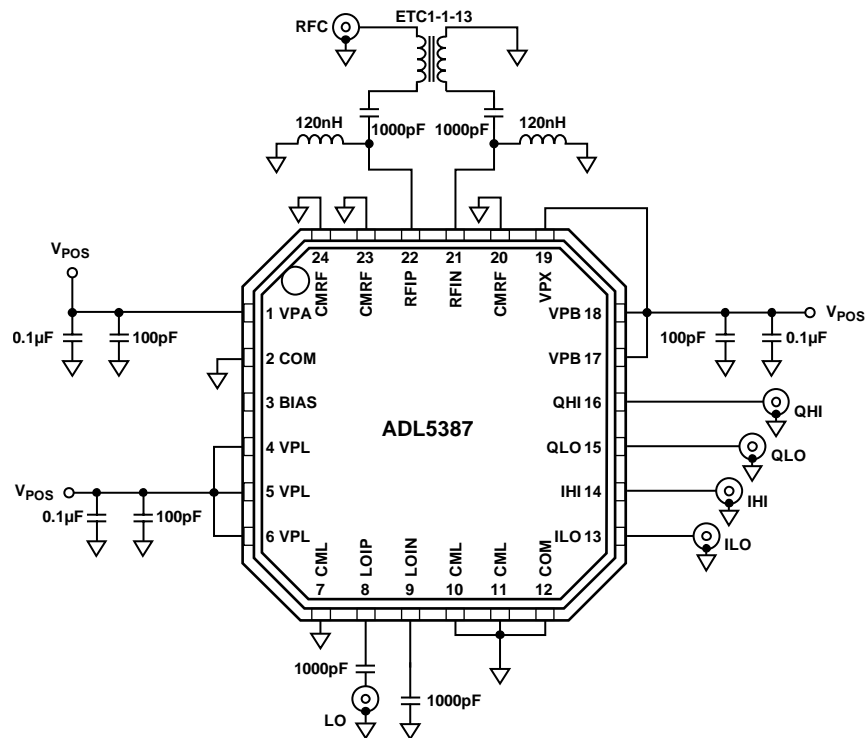 ETC1-1-13
RFC
120nH
1000pF
1000pF
120nH
24
23
22
21
20
19
CMRF
CMRF
RFIP
RFIN
CMRF
VPX
VPOS
0.1µF
100pF
1 VPA
2 COM
3 BIAS
4 VPL
5 VPL
6 VPL
VPOS
0.1µF
100pF
ADL5387
VPB 18
VPB 17
QHI 16
QLO 15
IHI 14
ILO 13
100pF
0.1µF
VPOS
QHI
QLO
IHI
ILO
CML
LOIP
LOIN
CML
CML
COM
7
8
9
10
11
12
1000pF
LO
1000pF